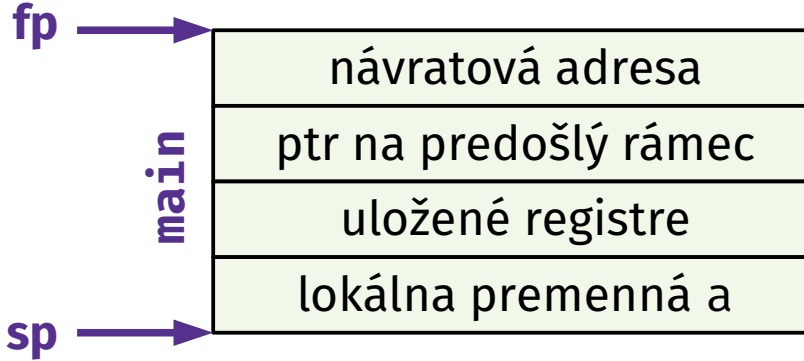 fp
návratová adresa
ptr na predošlý rámec
main
uložené registre
lokálna premenná a
sp